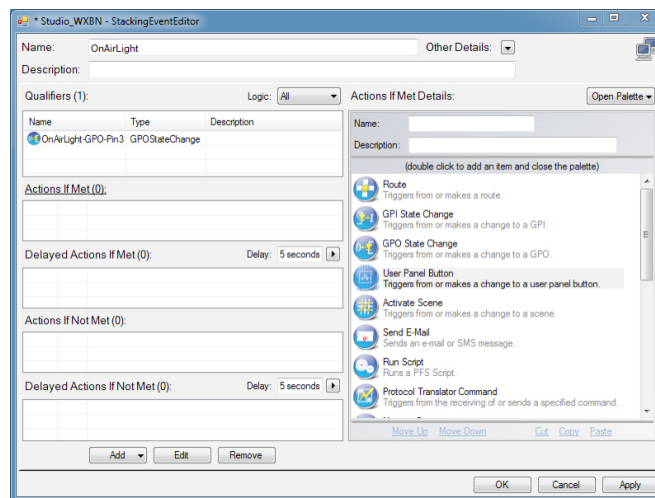 * Studio_WXBN - StackingEventEditor
Name: OnAirLight Other Details:
Description:
Qualifiers (1): Logic: All
Name Type Description
OnAirLight-GPO-Pin3 GPOStateChange
Actions If Met (0):
Delayed Actions If Met (0): Delay: 5 seconds
Actions If Not Met (0):
Delayed Actions If Not Met (0): Delay: 5 seconds
Add Edit Remove
Actions If Met Details: Open Palette
Name:
Description:
(double click to add an item and close the palette)
Route
Triggers from or makes a route.
GPI State Change
Triggers from or makes a change to a GPI.
GPO State Change
Triggers from or makes a change to a GPO.
User Panel Button
Triggers from or makes a change to a user panel button.
Activate Scene
Triggers from or makes a change to a scene.
Send E-Mail
Sends an e-mail or SMS message.
Run Script
Runs a PFS Script.
Protocol Translator Command
Triggers from the receiving of or sends a specified command.
Move Up Move Down Cut Copy Paste
OK Cancel Apply